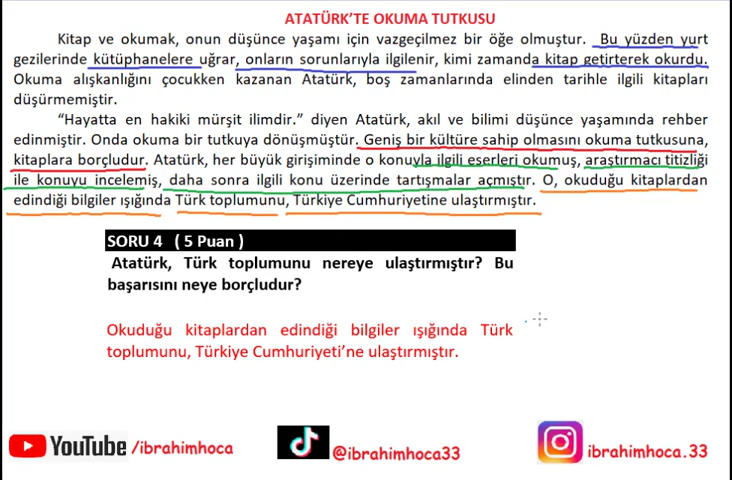 ATATÜRK'TE OKUMA TUTKUSU
Kitap ve okumak, onun düşünce yaşamı için vazgeçilmez bir öğe olmuştur. Bu yüzden yurt
gezilerinde kütüphanelere uğrar, onların sorunlarıyla ilgilenir, kimi zamanda kitap getirterek okurdu.
Okuma alışkanlığını çocukken kazanan Atatürk, boş zamanlarında elinden tarihle ilgili kitapları
düşürmemiştir.
"Hayatta en hakiki mürşit ilimdir." diyen Atatürk, akıl ve bilimi düşünce yaşamında rehber
edinmiştir. Onda okuma bir tutkuya dönüşmüştür. Geniş bir kültüre sahip olmasını okuma tutkusuna,
kitaplara borçludur. Atatürk, her büyük girişiminde o konuyla ilgili eserleri okumuş, araştırmacı titizliği
ile konuyu incelemiş, daha sonra ilgili konu üzerinde tartışmalar açmıştır. O, okuduğu kitaplardan
edindiği bilgiler ışığında Türk toplumunu, Türkiye Cumhuriyetine ulaştırmıştır.
SORU 4 ( 5 Puan )
Atatürk, Türk toplumunu nereye ulaştırmıştır? Bu
başarısını neye borçludur?
Okuduğu kitaplardan edindiği bilgiler ışığında Türk
toplumunu, Türkiye Cumhuriyeti'ne ulaştırmıştır.
YouTube /ibrahimhoca
@ibrahimhoca33
ibrahimhoca.33